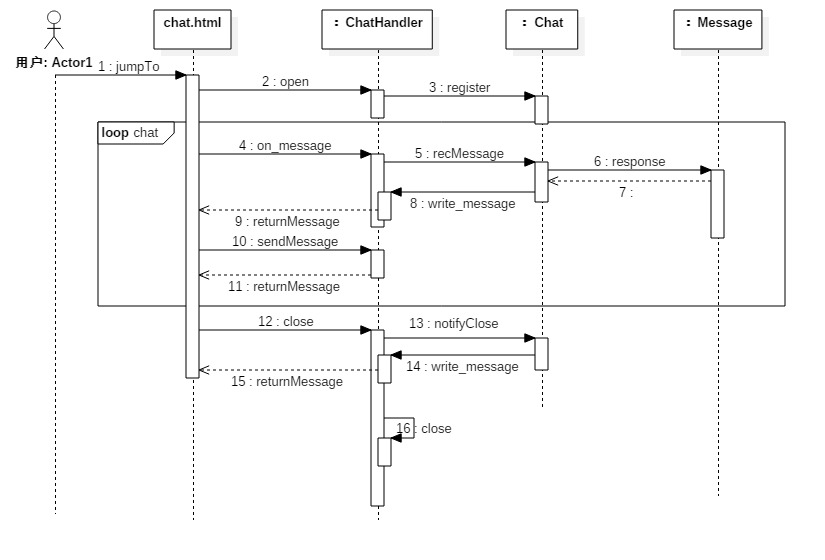 chat.html
: ChatHandler
: Chat
: Message
用户: Actor1
1 : jumpTo
2 : open
3 : register
loop chat
4 : on_message
5 : recMessage
6 : response
7 :
8 : write_message
9 : returnMessage
10 : sendMessage
11 : returnMessage
12 : close
13 : notifyClose
14 : write_message
15 : returnMessage
16 : close